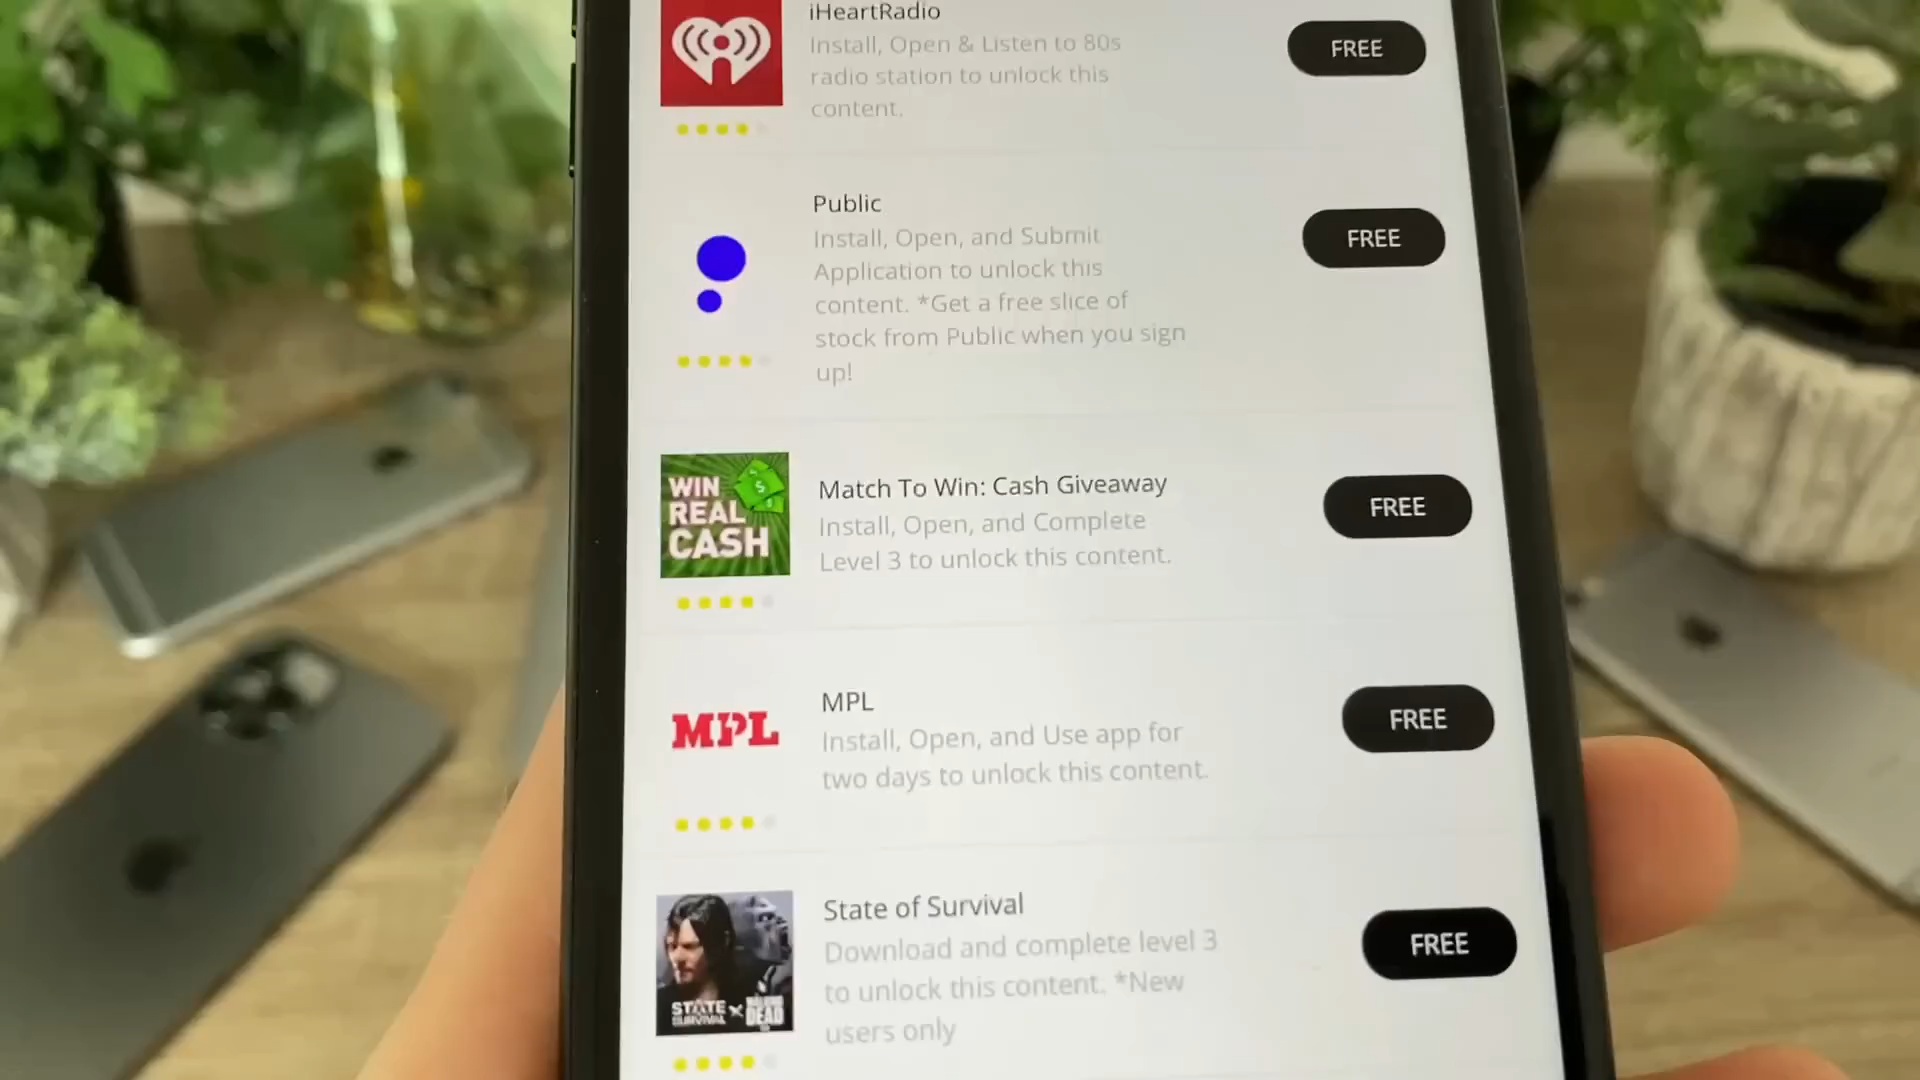 iHeartRadio
Install, Open & Listen to 80s
radio station to unlock this
content.
FREE
Public
Install, Open, and Submit
Application to unlock this
content. *Get a free slice of
stock from Public when you sign
up!
FREE
WIN
REAL
CASH
Match To Win: Cash Giveaway
Install, Open, and Complete
Level 3 to unlock this content.
FREE
MPL
MPL
Install, Open, and Use app for
two days to unlock this content.
FREE
STATE
SURVIVAL
DEAD
State of Survival
Download and complete level 3
to unlock this content. *New
users only
FREE